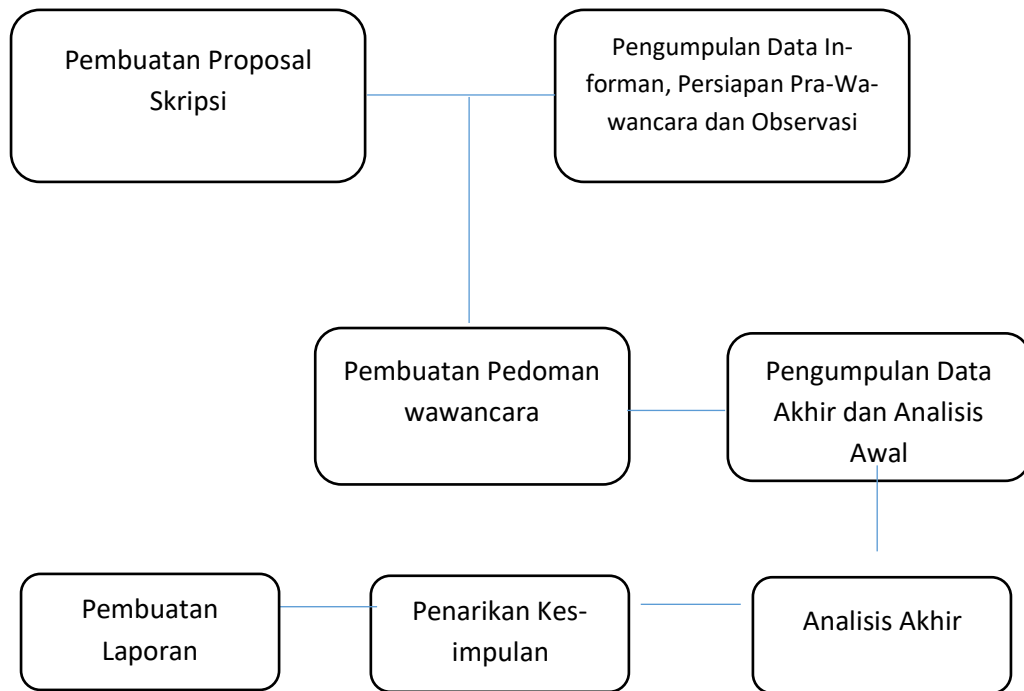 Pembuatan Proposal
Skripsi
Pengumpulan Data In-
forman, Persiapan Pra-Wa-
wancara dan Observasi
Pembuatan Pedoman
wawancara
Pengumpulan Data
Akhir dan Analisis
Awal
Pembuatan
Laporan
Penarikan Kes-
impulan
Analisis Akhir